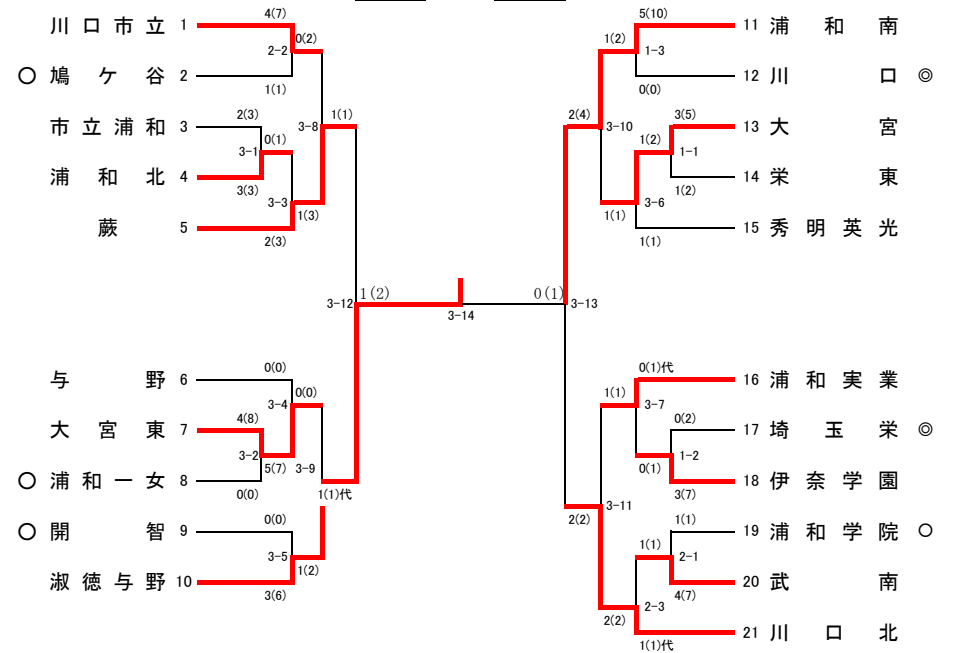 4(7) 5(10)
川口市立 1 0(2) 1(2) 11 浦和南
2-2 1-3
○ 鳩ケ谷 2 12 川口 ◎
1(1) 0(0)
2(3) 1(1) 2(4) 3(5)
市立浦和 3 3-8 3-10 13 大宮
0(1) 1(2)
3-1 1-1
浦和北 4 14 栄東
3(3) 1(2)
3-3 3-6
1(3) 1(1)
蕨 5 15 秀明英光
2(3) 1(1)
1(2) 0(1)
3-12 3-13
3-14
0(0) 0(1)代
与野 6 16 浦和実業
0(0) 1(1)
3-4 3-7
4(8) 0(2)
大宮東 7 17 埼玉栄 ◎
3-2 1-2
5(7) 3-9 0(1)
○ 浦和一女 8 18 伊奈学園
0(0) 1(1)代 3(7)
3-11
0(0) 2(2) 1(1)
○ 開智 9 19 浦和学院 ○
1(1)
3-5 2-1
1(2)
淑徳与野 10 20 武南
3(6) 4(7)
2-3
2(2)
21 川口北
1(1)代